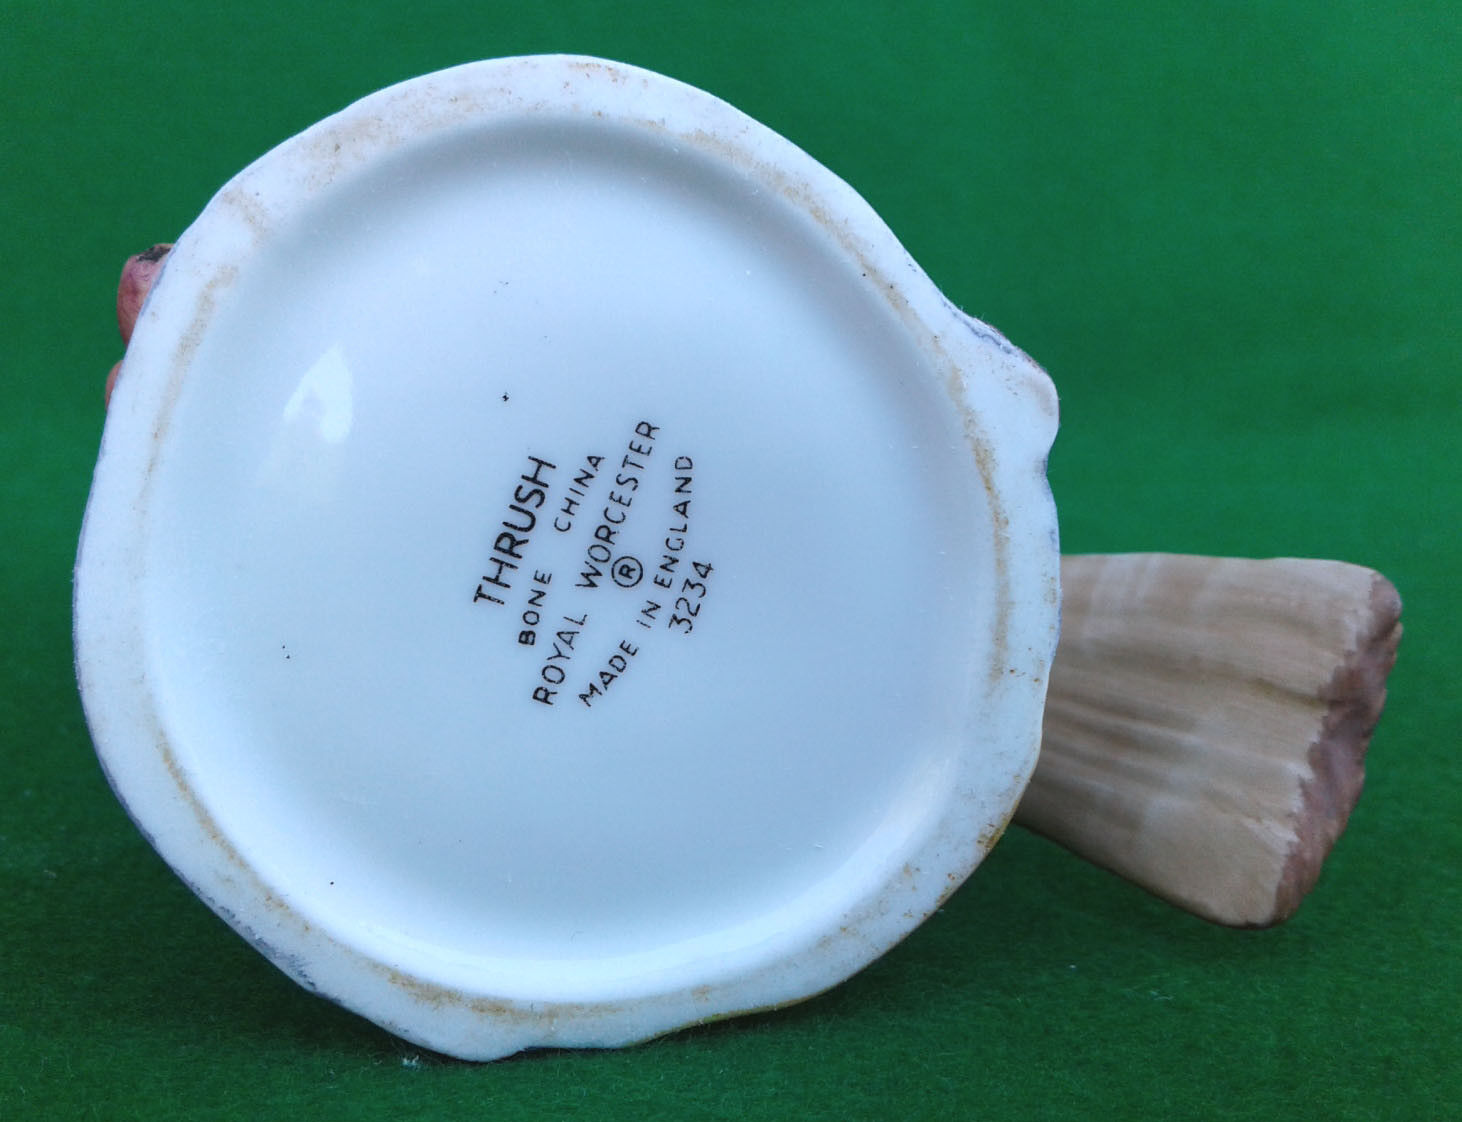 THRUSH
BONE CHINA
ROYAL WORCESTER
®
MADE IN ENGLAND
3234